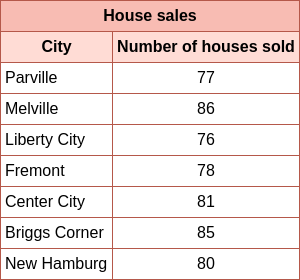 House sales
City Number of houses sold
Parville 77
Melville 86
Liberty City 76
Fremont 78
Center City 81
Briggs Corner 85
New Hamburg 80